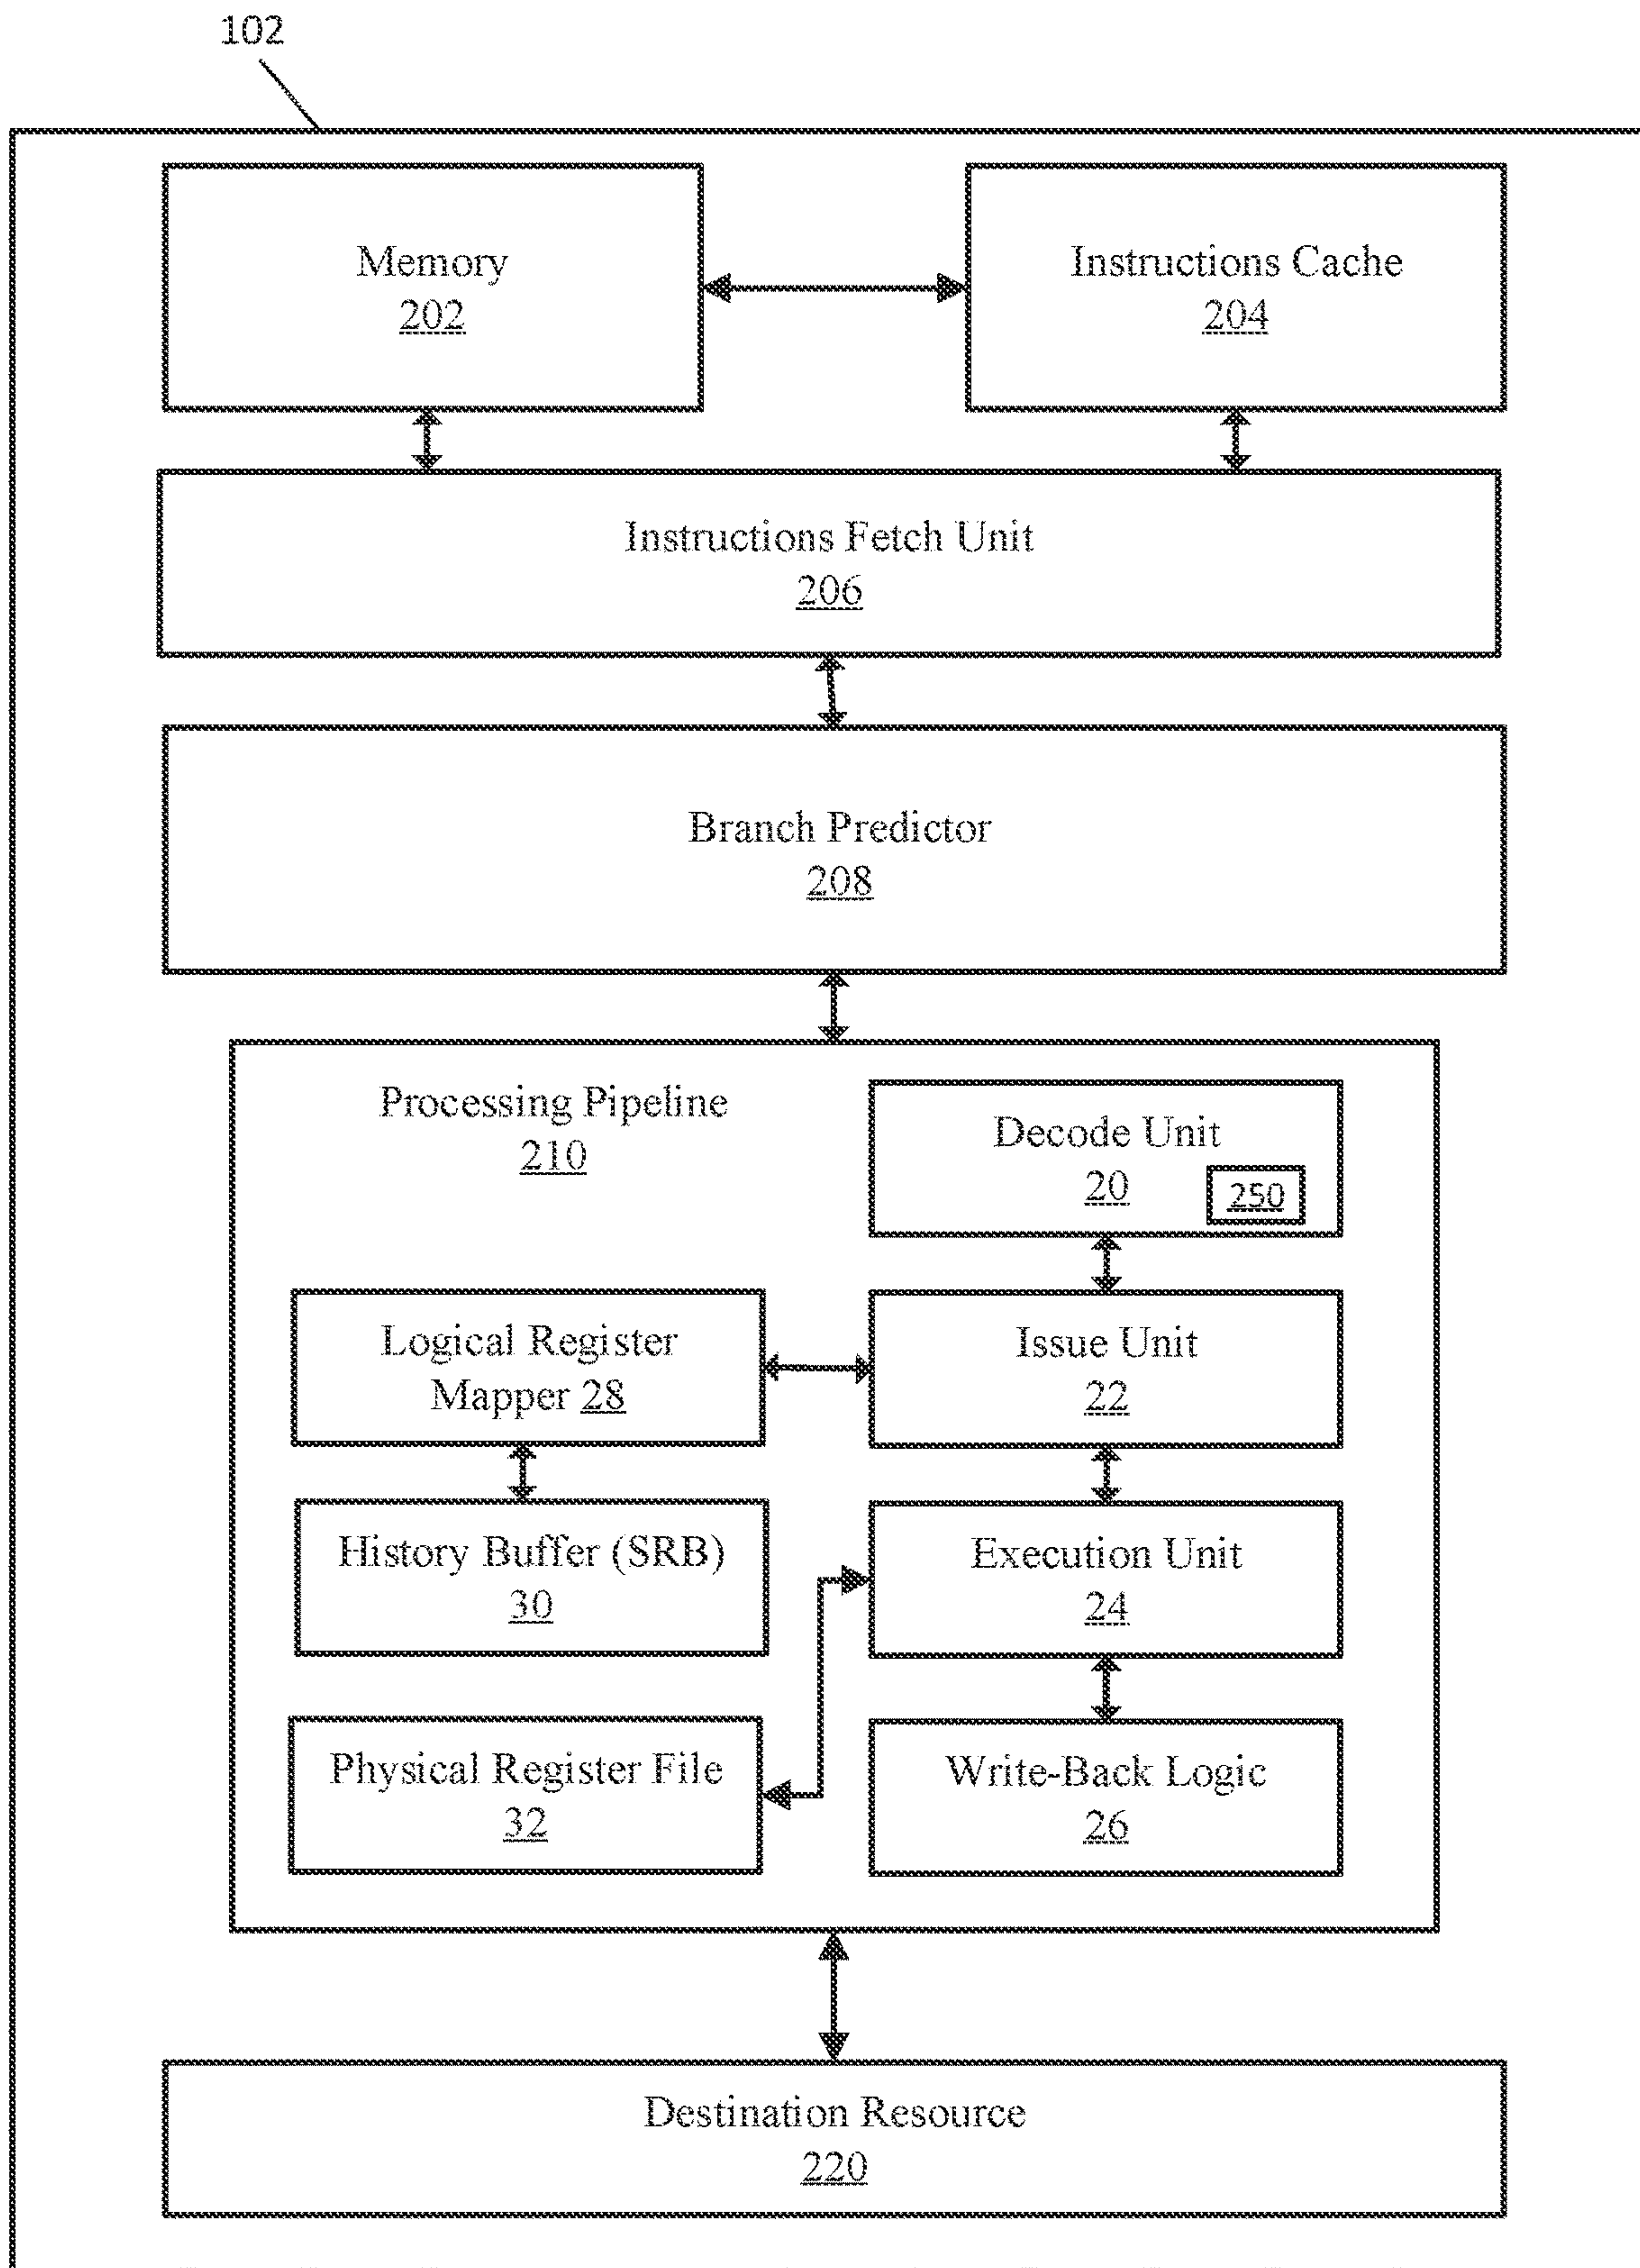 102
Memory
202
Instructions Cache
204
Instructions Fetch Unit
206
Branch Predictor
208
Processing Pipeline
210
Decode Unit
20
250
Logical Register
Mapper 28
Issue Unit
22
History Buffer (SRB)
30
Execution Unit
24
Physical Register File
32
Write-Back Logic
26
Destination Resource
220